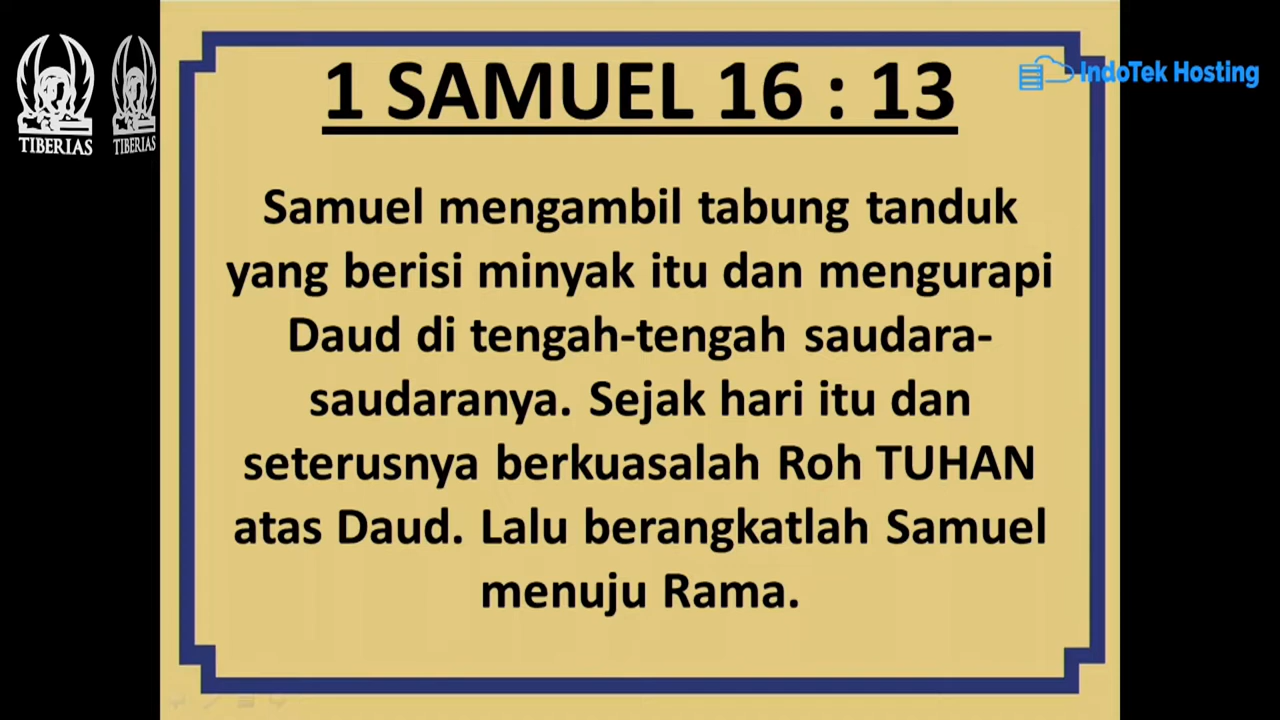 TIBERIAS
TIBERIAS
IndoTek Hosting
1 SAMUEL 16 : 13
Samuel mengambil tabung tanduk
yang berisi minyak itu dan mengurapi
Daud di tengah-tengah saudara-
saudaranya. Sejak hari itu dan
seterusnya berkuasalah Roh TUHAN
atas Daud. Lalu berangkatlah Samuel
menuju Rama.